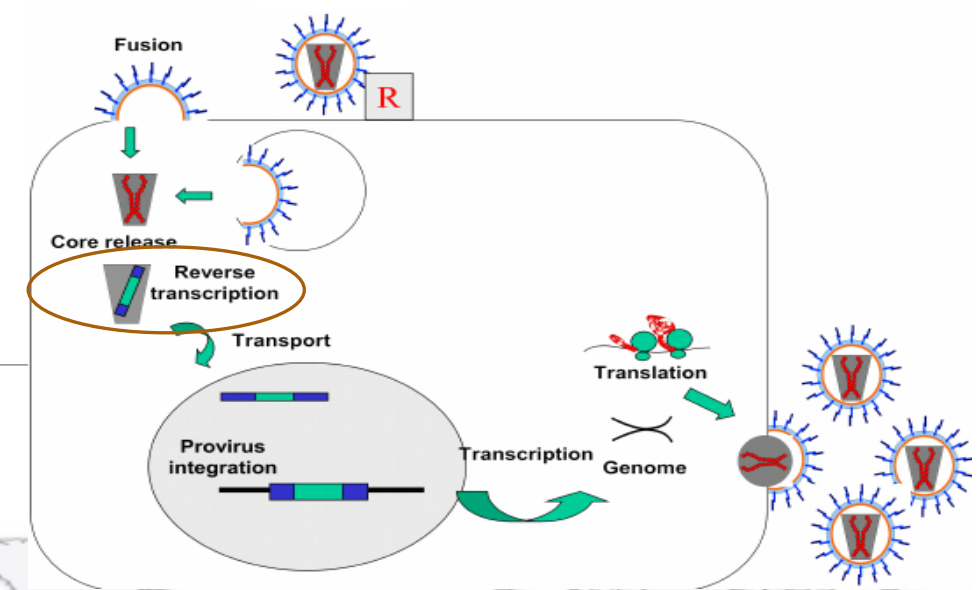 Fusion
R
Core release
Reverse
transcription
Transport
Translation
Provirus
integration
Transcription
Genome